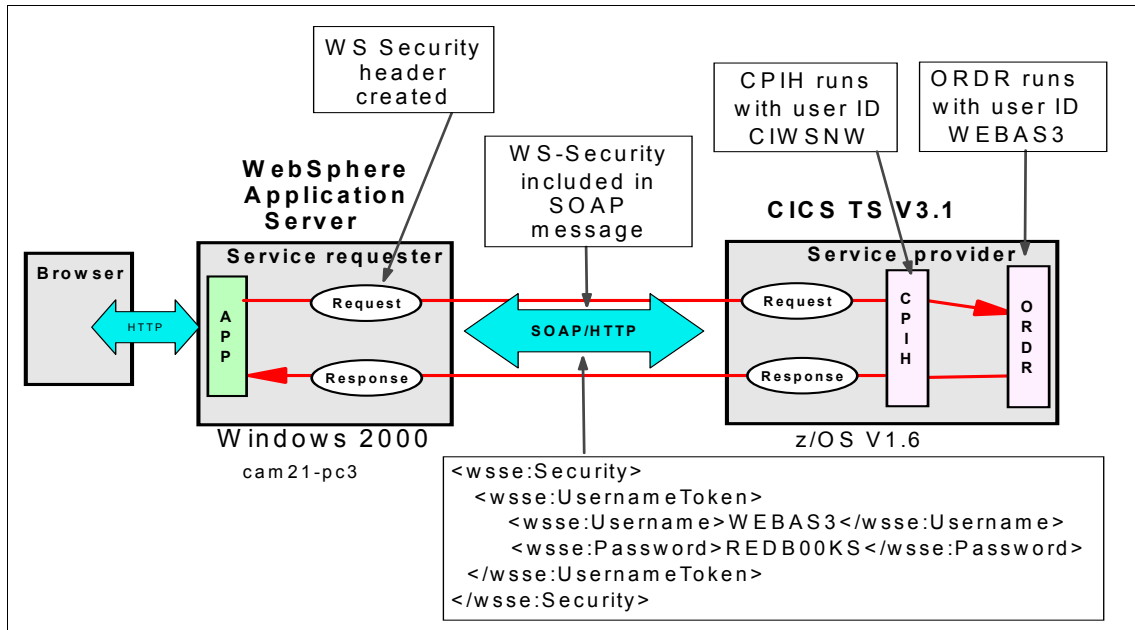 WS Security
header
created
CPIH runs
with user ID
CIWSNW
ORDR runs
with user ID
WEBAS3
WS-Security
included in
SOAP
message
WebSphere
Application
Server
CICS TS V3.1
Browser
Service requester
Service provider
HTTP
APP
Request
SOAP/HTTP
Request
CPIH
ORDR
Response
Response
Windows 2000
cam21-pc3
z/OS V1.6
<wsse:Security>
<wsse:UsernameToken>
<wsse:Username>WEBAS3</wsse:Username>
<wsse:Password>REDB00KS</wsse:Password>
</wsse:UsernameToken>
</wsse:Security>